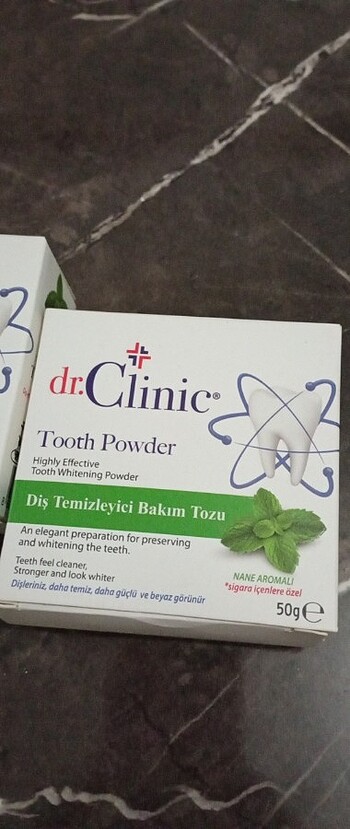 dr.Clinic®
Tooth Powder
Highly Effective
Tooth Whitening Powder
Diş Temizleyici Bakım Tozu
An elegant preparation for preserving
and whitening the teeth.
Teeth feel cleaner,
Stronger and look whiter
Dişleriniz, daha temiz, daha güçlü ve beyaz görünür
NANE AROMALI
*sigara içenlere özel
50g℮